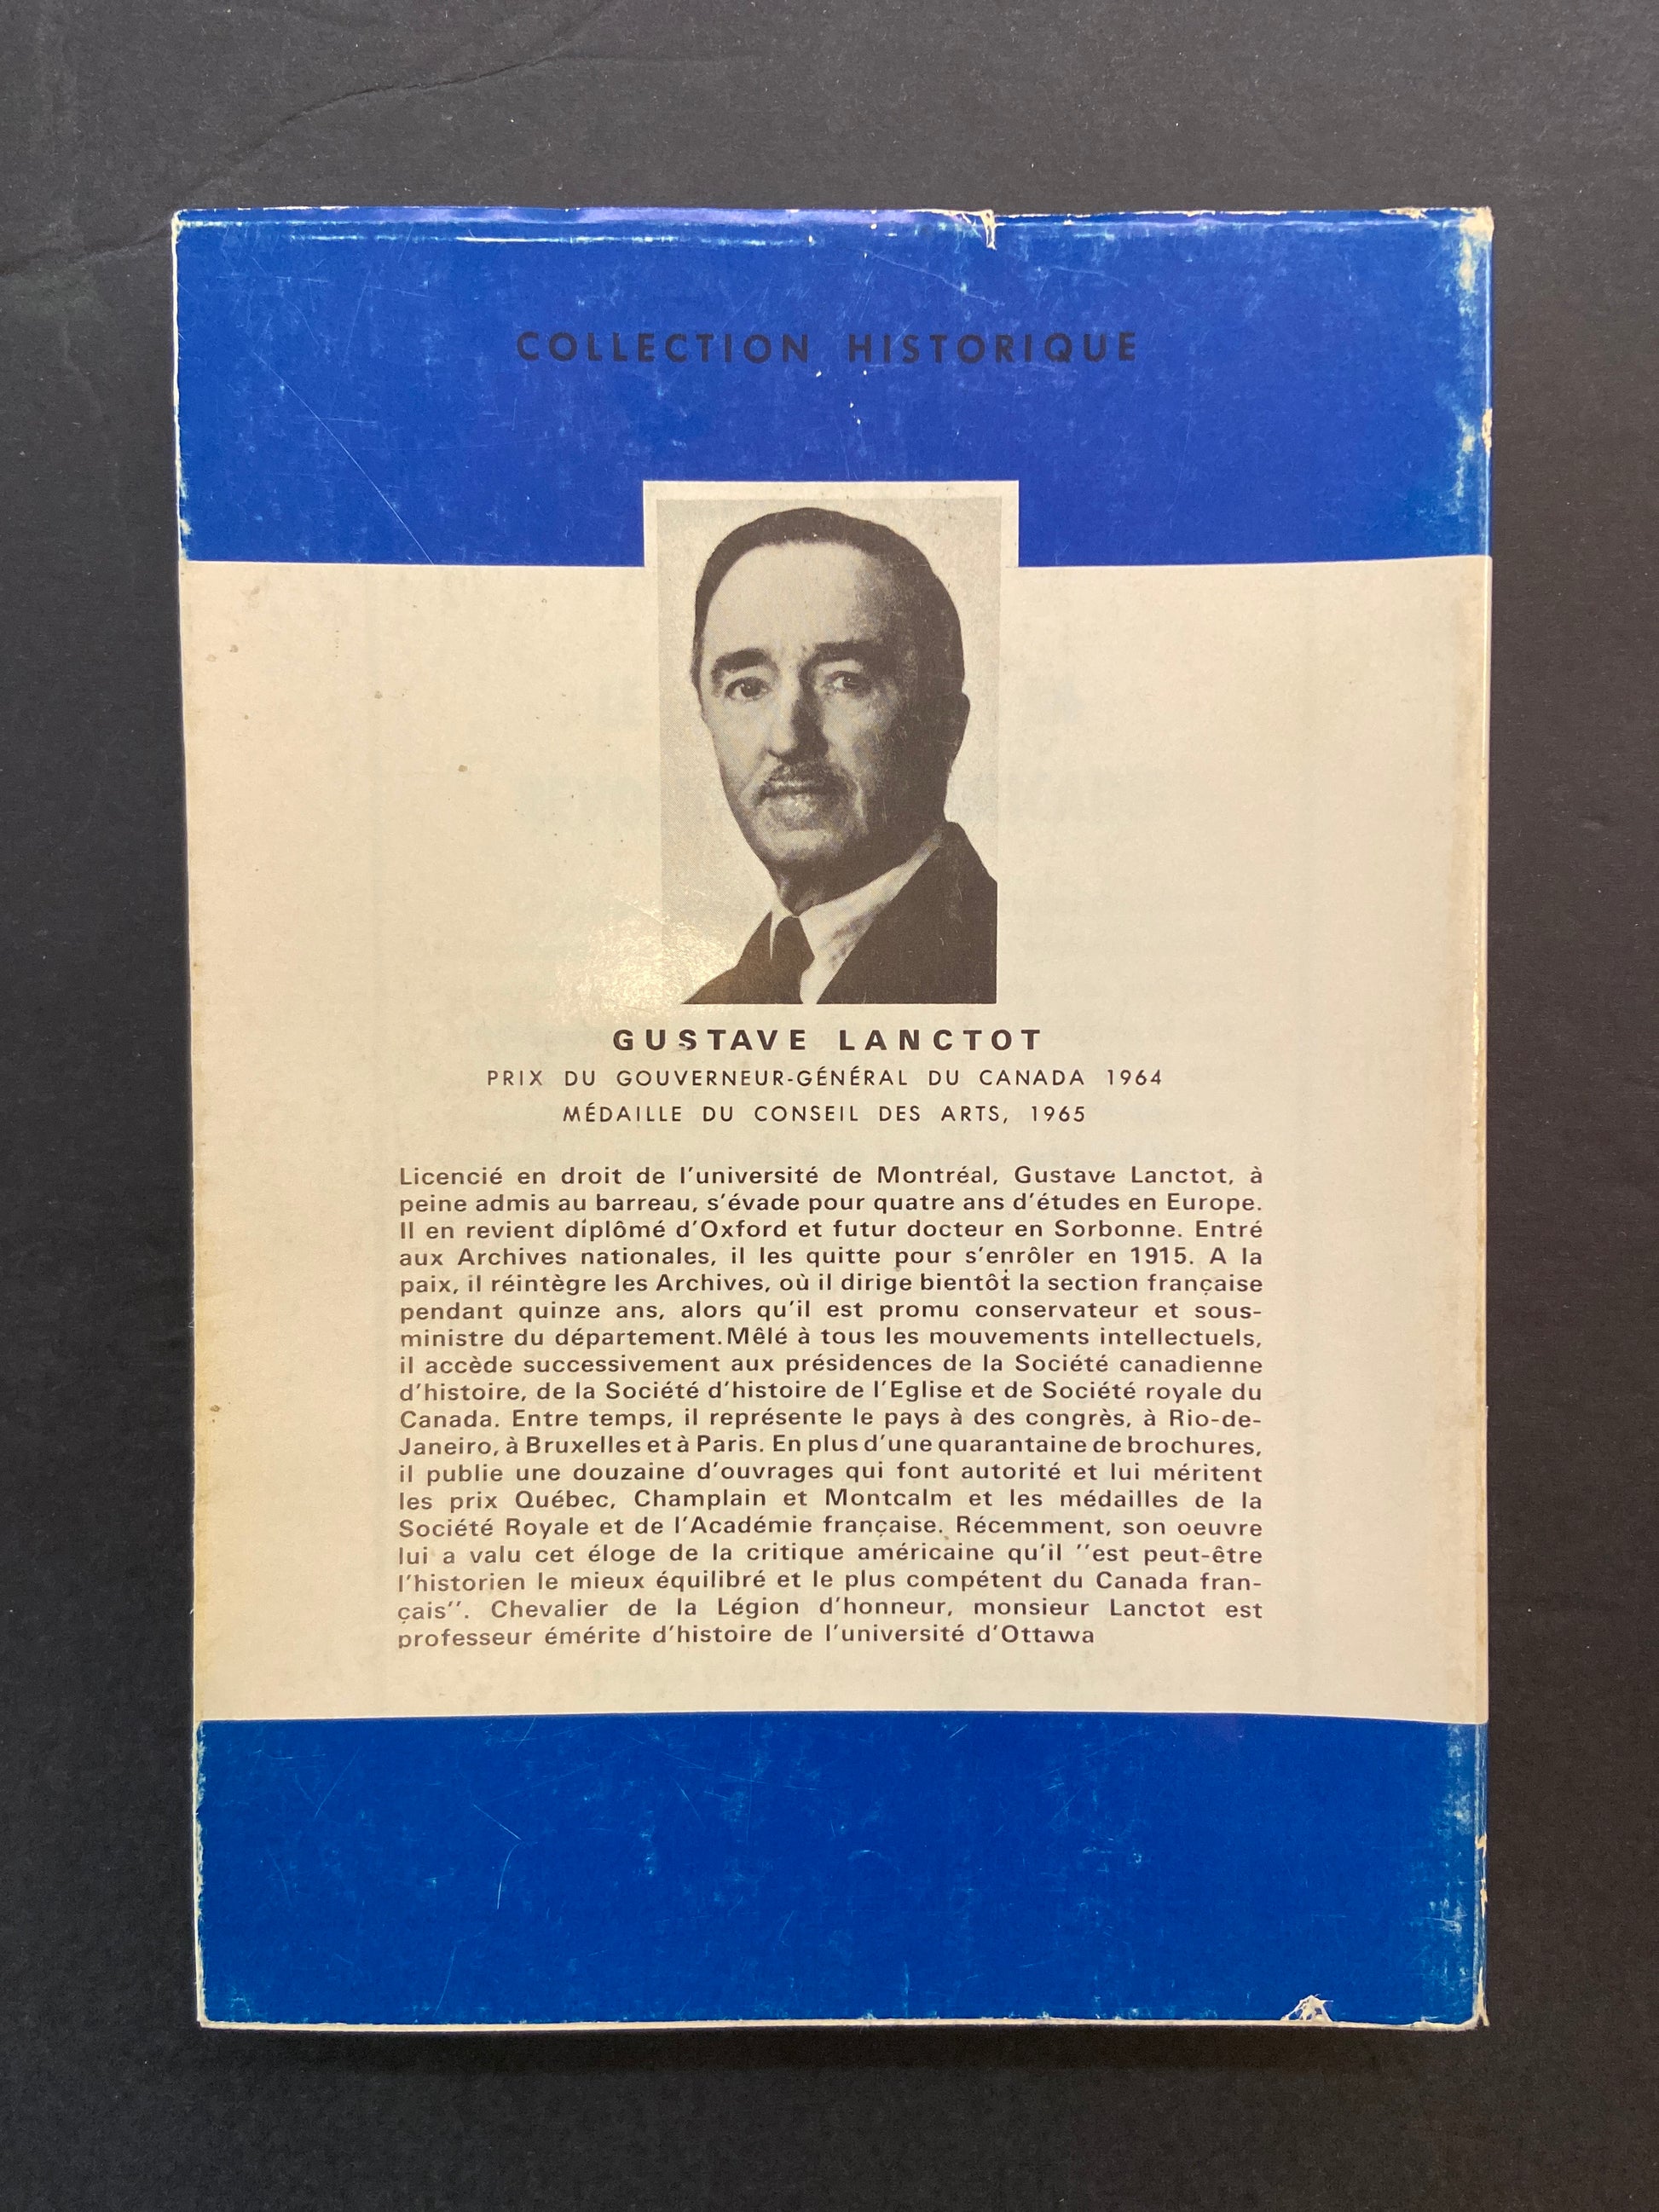 COLLECTION HISTORIQUE
GUSTAVE LANCTOT
PRIX DU GOUVERNEUR-GÉNÉRAL DU CANADA 1964
MÉDAILLE DU CONSEIL DES ARTS, 1965
Licencié en droit de l'université de Montréal, Gustave Lanctot, à
peine admis au barreau, s'évade pour quatre ans d'études en Europe.
Il en revient diplômé d'Oxford et futur docteur en Sorbonne. Entré
aux Archives nationales, il les quitte pour s'enrôler en 1915. A la
paix, il réintègre les Archives, où il dirige bientôt la section française
pendant quinze ans, alors qu'il est promu conservateur et sous-
ministre du département. Mêlé à tous les mouvements intellectuels,
il accède successivement aux présidences de la Société canadienne
d'histoire, de la Société d'histoire de l'Eglise et de Société royale du
Canada. Entre temps, il représente le pays à des congrès, à Rio-de-
Janeiro, à Bruxelles et à Paris. En plus d'une quarantaine de brochures,
il publie une douzaine d'ouvrages qui font autorité et lui méritent
les prix Québec, Champlain et Montcalm et les médailles de la
Société Royale et de l'Académie française. Récemment, son oeuvre
lui a valu cet éloge de la critique américaine qu'il ''est peut-être
l'historien le mieux équilibré et le plus compétent du Canada fran-
çais''. Chevalier de la Légion d'honneur, monsieur Lanctot est
professeur émérite d'histoire de l'université d'Ottawa